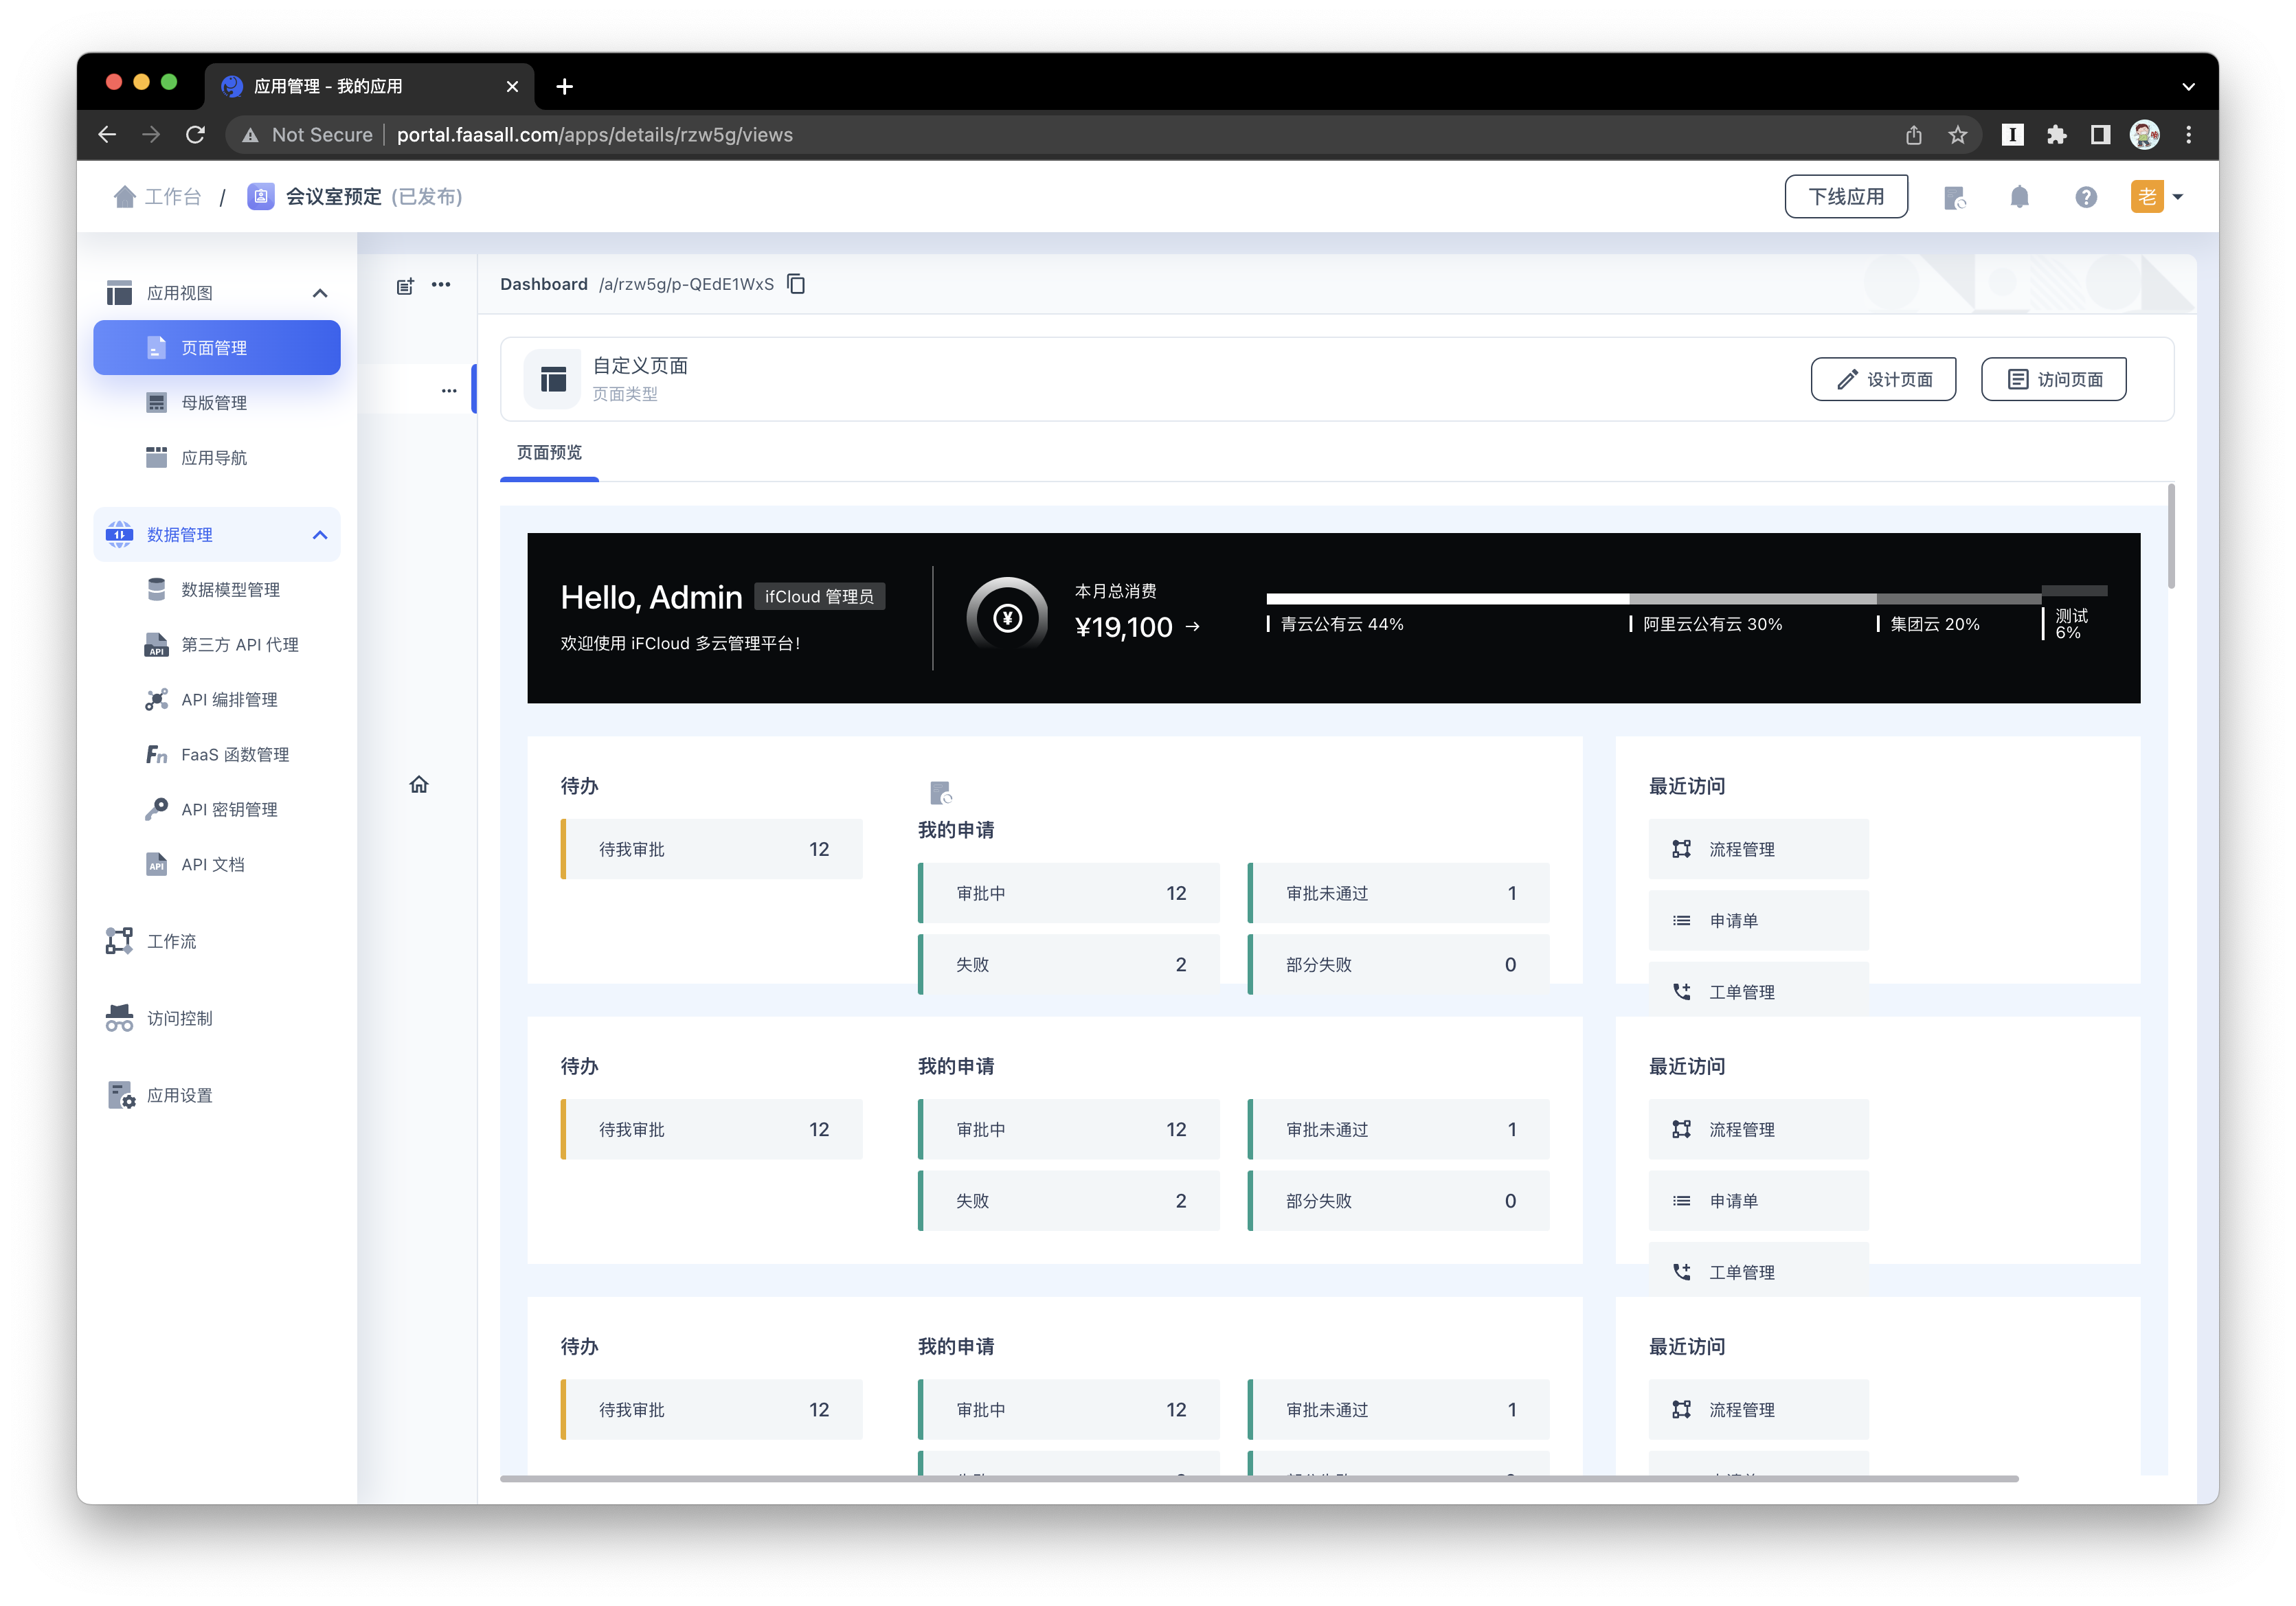 应用管理 - 我的应用
Not Secure
portal.faasall.com/apps/details/rzw5g/views
工作台 / 会议室预定 (已发布)
下线应用
老
应用视图
页面管理
母版管理
应用导航
数据管理
数据模型管理
第三方 API 代理
API 编排管理
FaaS 函数管理
API 密钥管理
API 文档
工作流
访问控制
应用设置
Dashboard /a/rzw5g/p-QEdE1WxS
自定义页面
页面类型
设计页面
访问页面
页面预览
Hello, Admin ifCloud 管理员
欢迎使用 iFCloud 多云管理平台!
本月总消费
¥19,100 →
青云公有云 44%
阿里云公有云 30%
集团云 20%
测试
6%
待办
待我审批 12
我的申请
审批中 12
审批未通过 1
失败 2
部分失败 0
最近访问
流程管理
申请单
工单管理
待办
待我审批 12
我的申请
审批中 12
审批未通过 1
失败 2
部分失败 0
最近访问
流程管理
申请单
工单管理
待办
待我审批 12
我的申请
审批中 12
审批未通过 1
最近访问
流程管理